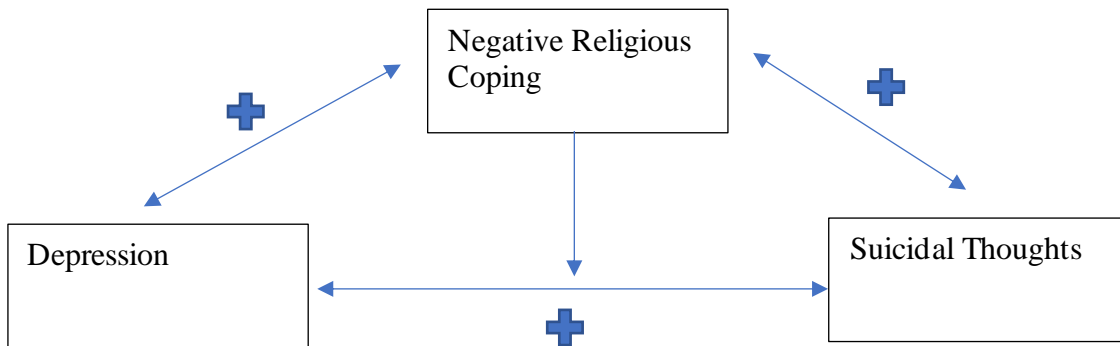 Negative Religious
Coping
Depression
Suicidal Thoughts